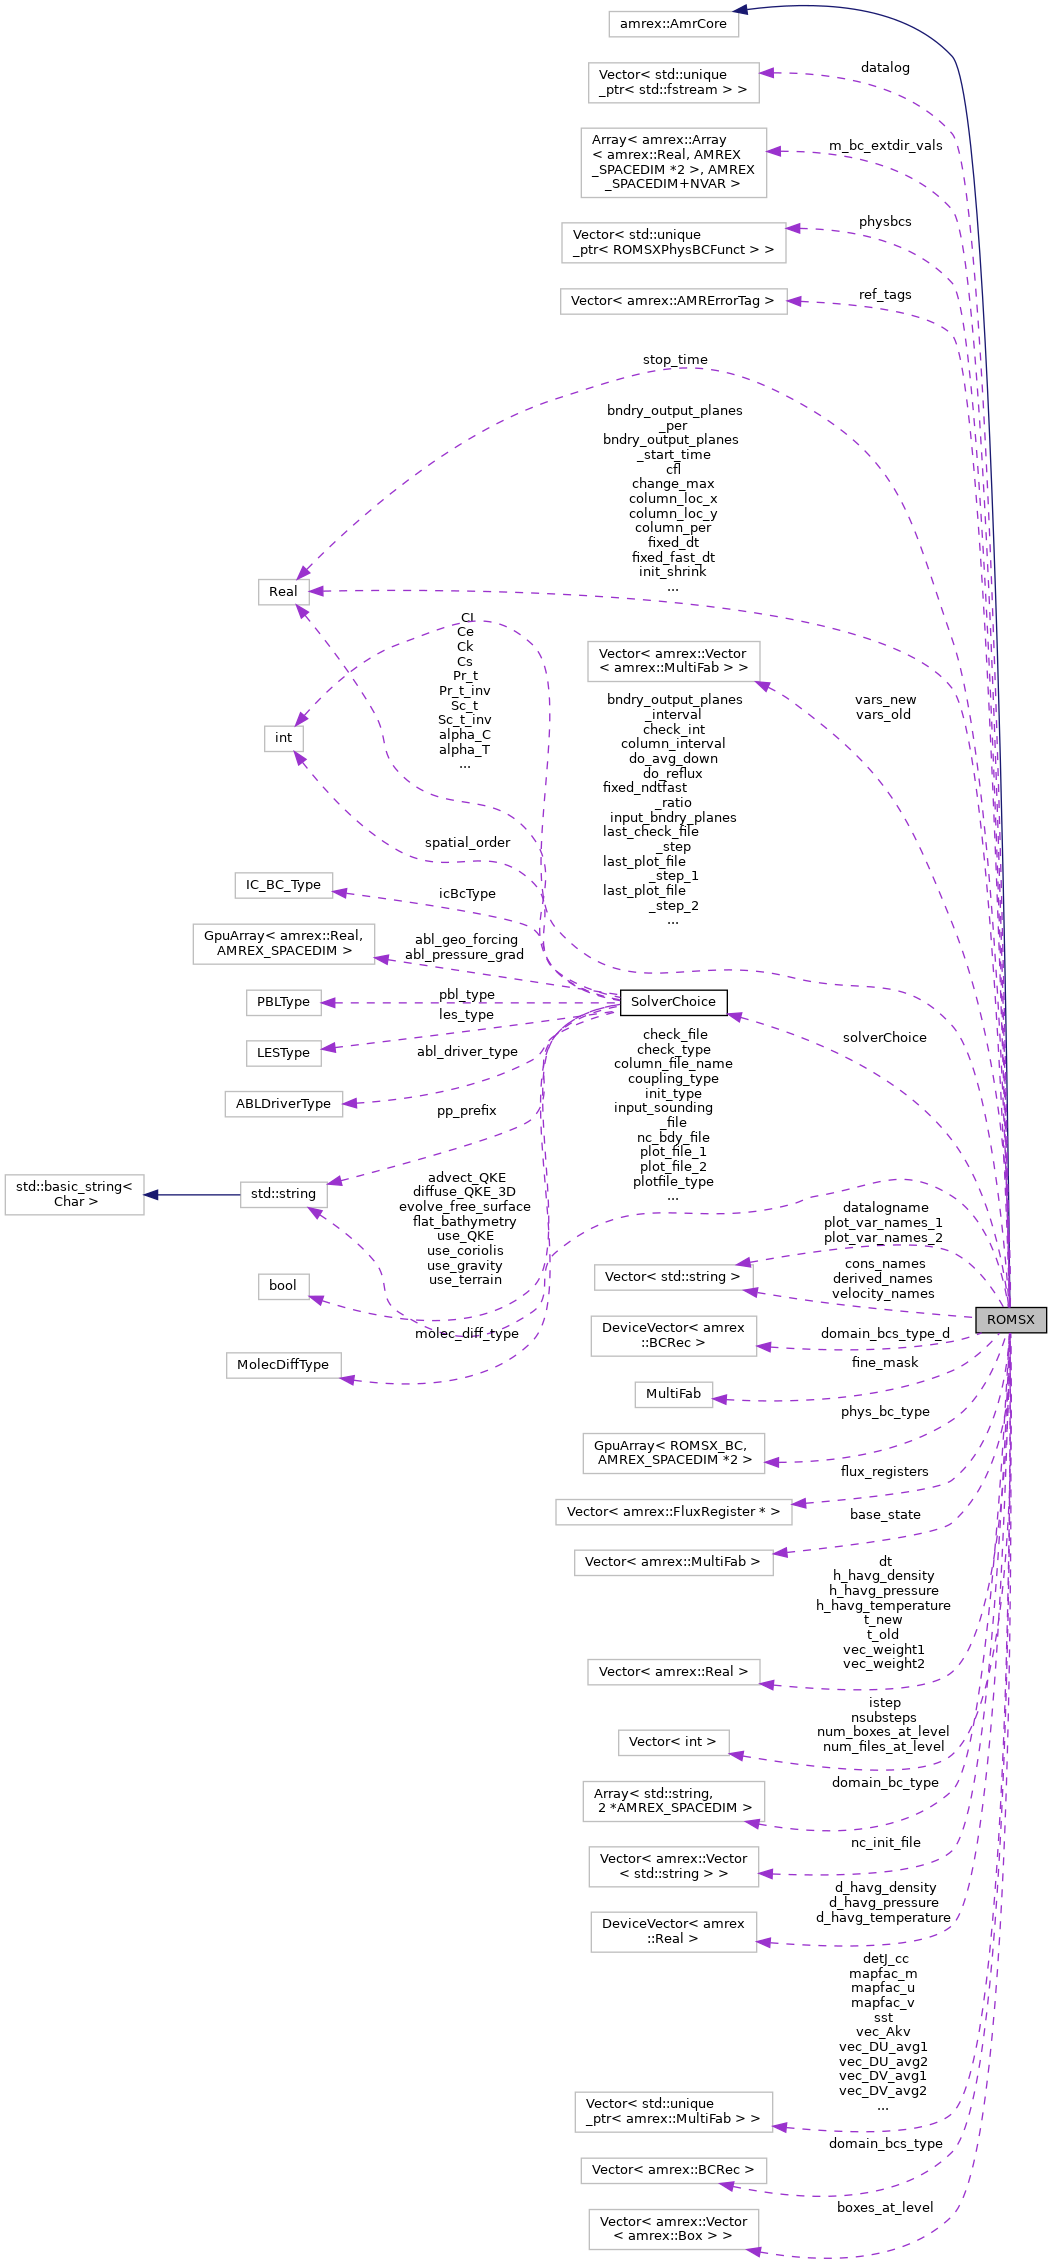 amrex::AmrCore
datalog
Vector< std::unique
_ptr< std::fstream > >
m_bc_extdir_vals
Array< amrex::Array
< amrex::Real, AMREX
_SPACEDIM *2 >, AMREX
_SPACEDIM+NVAR >
physbcs
Vector< std::unique
_ptr< ROMSXPhysBCFunct > >
ref_tags
Vector< amrex::AMRErrorTag >
stop_time
bndry_output_planes
_per
bndry_output_planes
_start_time
cfl
change_max
column_loc_x
column_loc_y
column_per
fixed_dt
fixed_fast_dt
init_shrink
...
Real
Ce
Ck
Cs
Pr_t
Pr_t_inv
Sc_t
Sc_t_inv
alpha_C
alpha_T
...
int
Vector< amrex::Vector
< amrex::MultiFab > >
vars_new
vars_old
bndry_output_planes
_interval
check_int
column_interval
do_avg_down
do_reflux
fixed_ndtfast
_ratio
input_bndry_planes
last_check_file
_step
last_plot_file
_step_1
last_plot_file
_step_2
...
spatial_order
IC_BC_Type
icBcType
GpuArray< amrex::Real,
AMREX_SPACEDIM >
abl_geo_forcing
abl_pressure_grad
PBLType
pbl_type
les_type
SolverChoice
solverChoice
LESType
abl_driver_type
ABLDriverType
pp_prefix
check_file
check_type
column_file_name
coupling_type
init_type
input_sounding
_file
nc_bdy_file
plot_file_1
plot_file_2
plotfile_type
...
std::basic_string<
Char >
std::string
advect_QKE
diffuse_QKE_3D
evolve_free_surface
flat_bathymetry
use_QKE
use_coriolis
use_gravity
use_terrain
bool
molec_diff_type
MolecDiffType
datalogname
plot_var_names_1
plot_var_names_2
Vector< std::string >
cons_names
derived_names
velocity_names
ROMSX
DeviceVector< amrex
::BCRec >
domain_bcs_type_d
fine_mask
MultiFab
phys_bc_type
GpuArray< ROMSX_BC,
AMREX_SPACEDIM *2 >
flux_registers
Vector< amrex::FluxRegister * >
base_state
Vector< amrex::MultiFab >
dt
h_havg_density
h_havg_pressure
h_havg_temperature
t_new
t_old
vec_weight1
vec_weight2
Vector< amrex::Real >
istep
nsubsteps
num_boxes_at_level
num_files_at_level
Vector< int >
domain_bc_type
Array< std::string,
2 *AMREX_SPACEDIM >
nc_init_file
Vector< amrex::Vector
< std::string > >
d_havg_density
d_havg_pressure
d_havg_temperature
DeviceVector< amrex
::Real >
detJ_cc
mapfac_m
mapfac_u
mapfac_v
sst
vec_Akv
vec_DU_avg1
vec_DU_avg2
vec_DV_avg1
vec_DV_avg2
...
Vector< std::unique
_ptr< amrex::MultiFab > >
domain_bcs_type
Vector< amrex::BCRec >
boxes_at_level
Vector< amrex::Vector
< amrex::Box > >